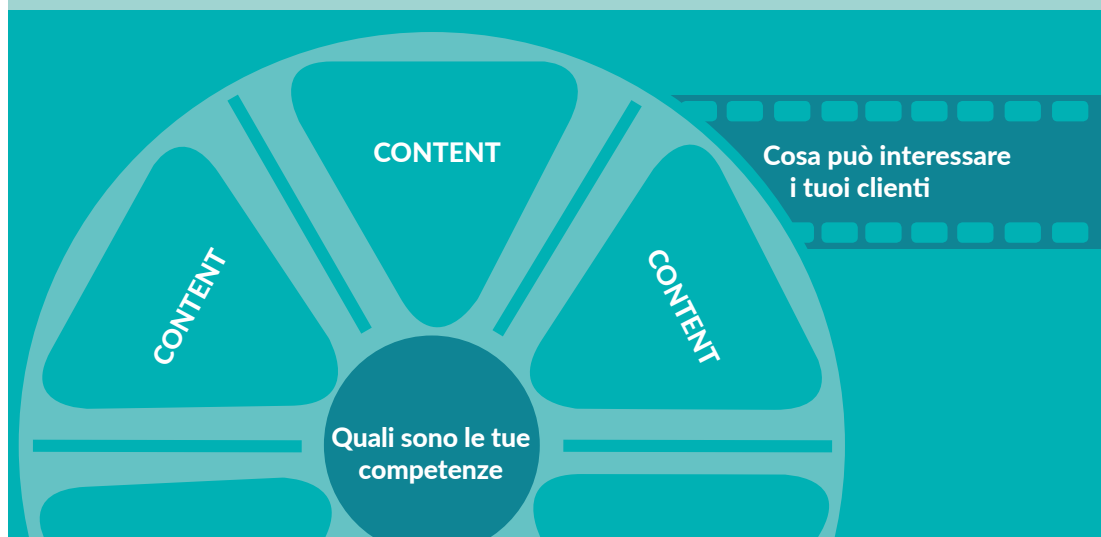 CONTENT
Cosa può interessare
i tuoi clienti
CONTENT
CONTENT
Quali sono le tue
competenze